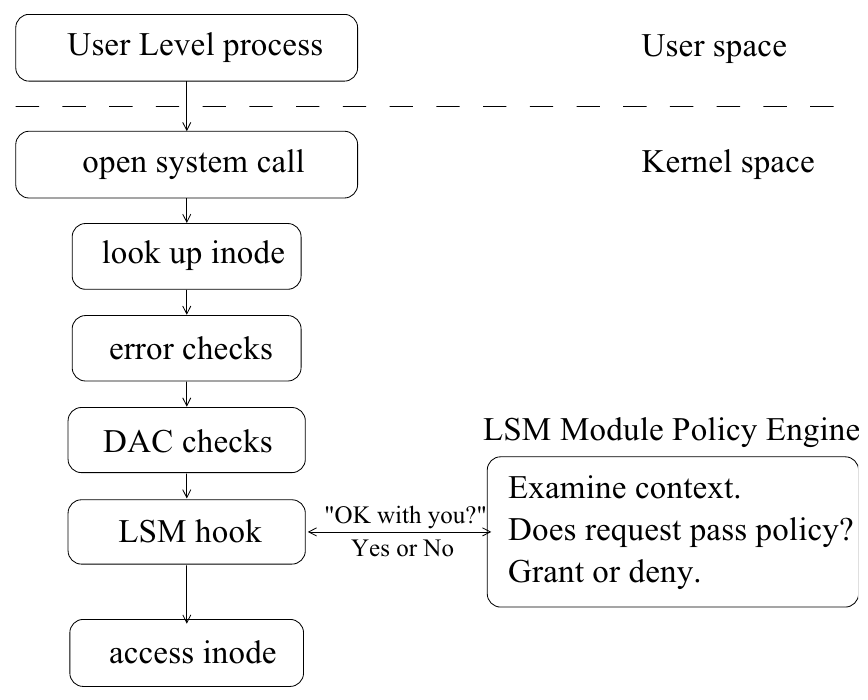 User Level process
User space
open system call
Kernel space
look up inode
error checks
DAC checks
LSM Module Policy Engine
LSM hook
"OK with you?"
Yes or No
Examine context.
Does request pass policy?
Grant or deny.
access inode